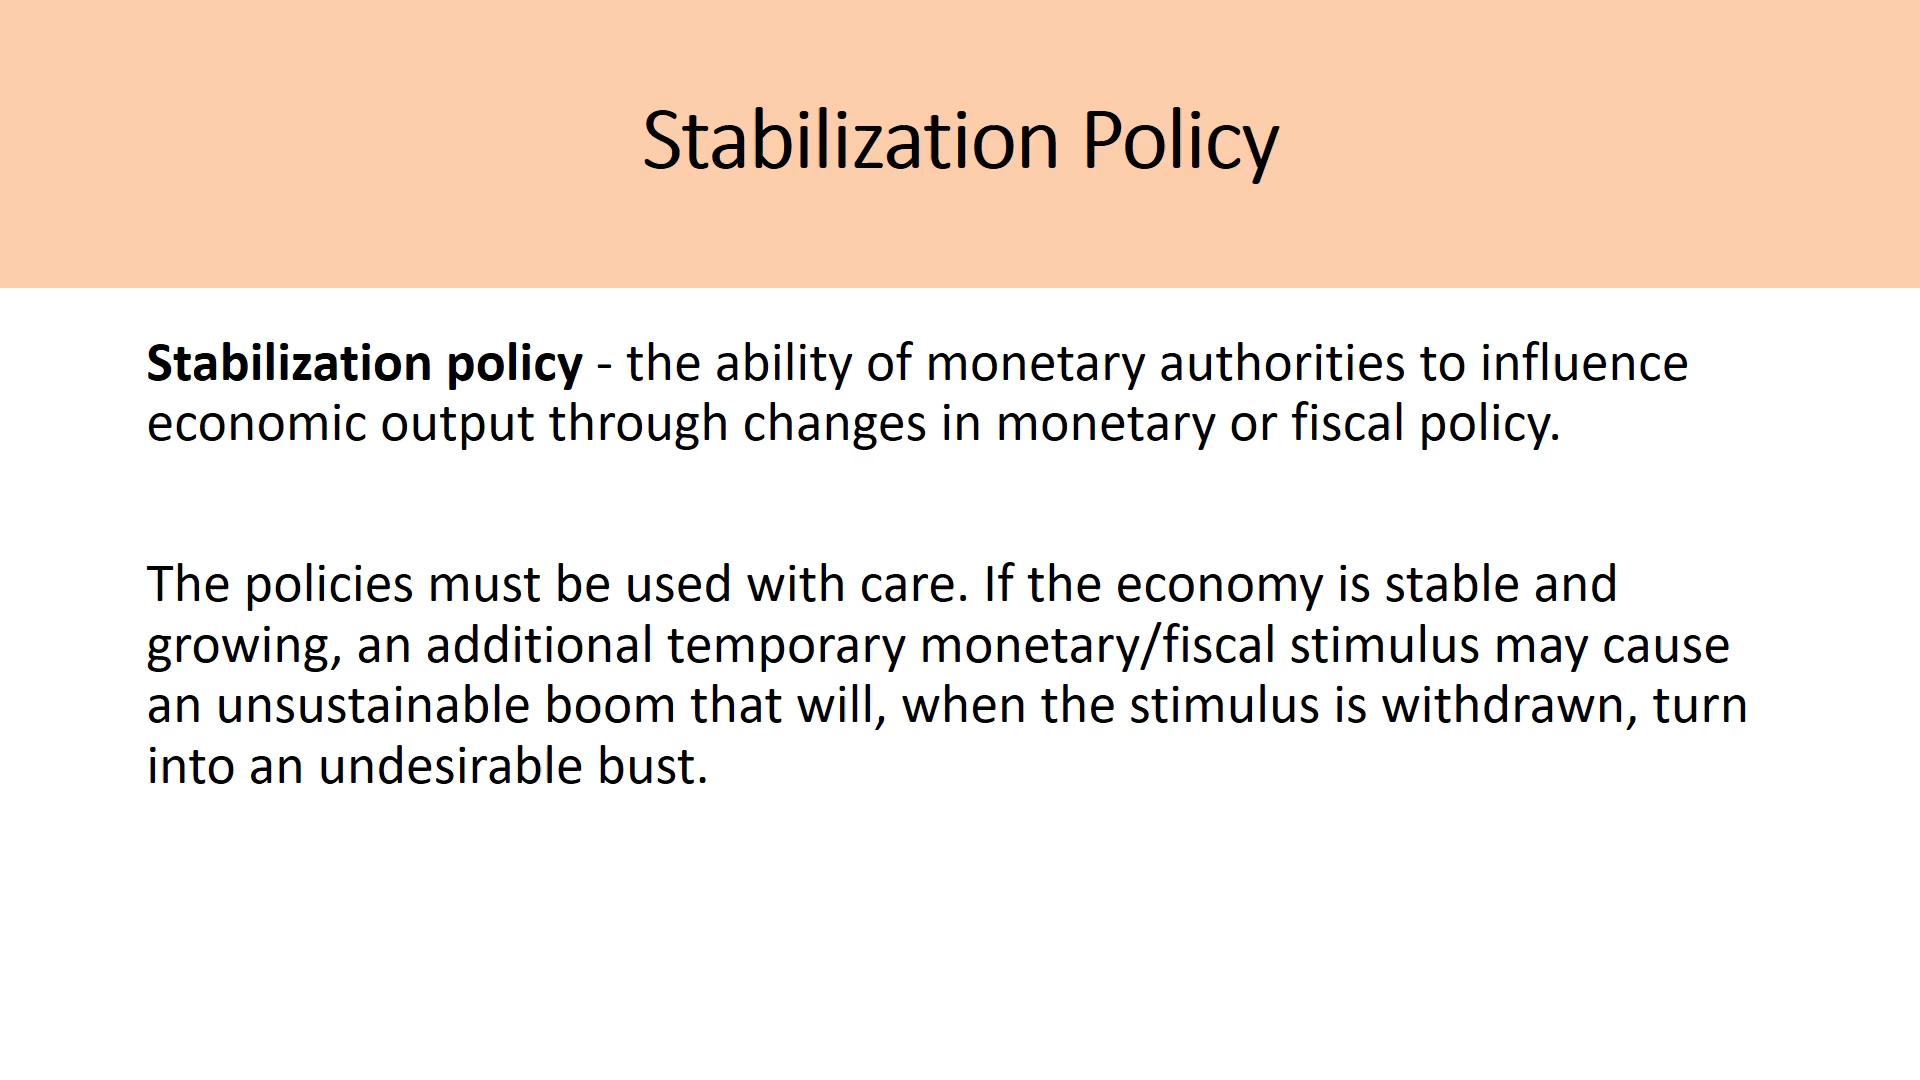 Stabilization Policy
Stabilization policy - the ability of monetary authorities to influence
economic output through changes in monetary or fiscal policy.
The policies must be used with care. If the economy is stable and
growing, an additional temporary monetary/fiscal stimulus may cause
an unsustainable boom that will, when the stimulus is withdrawn, turn
into an undesirable bust.